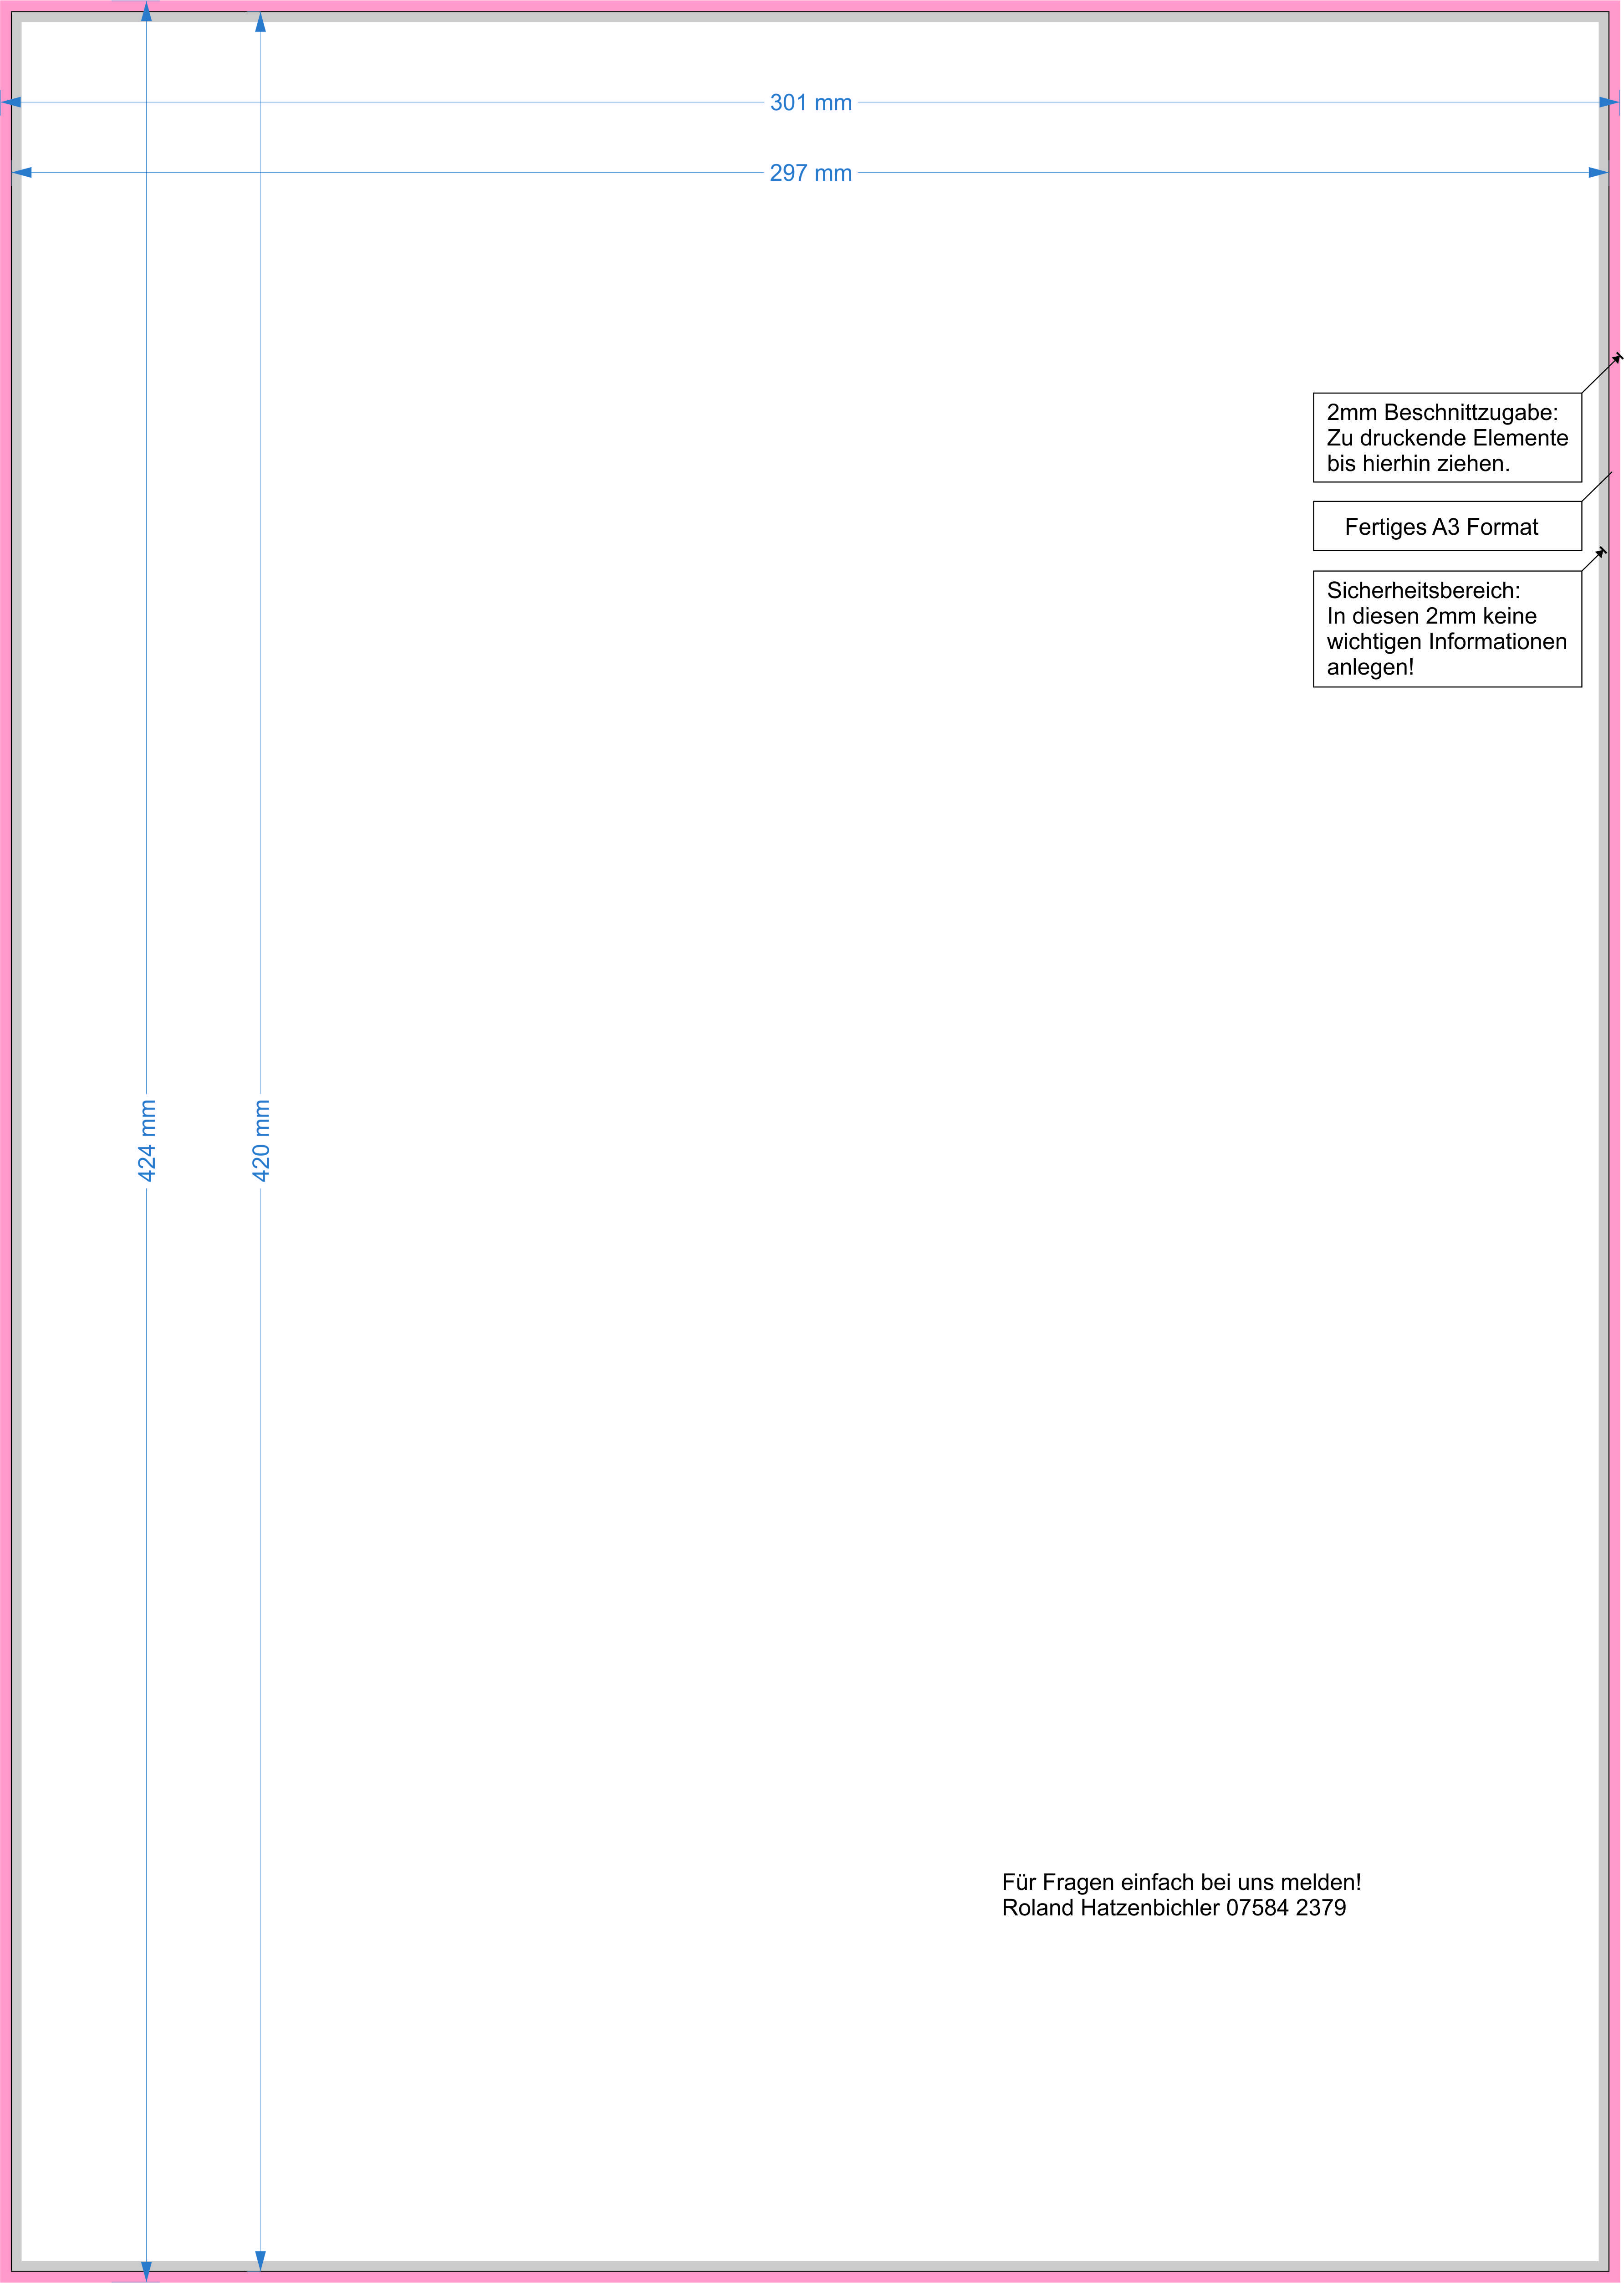 301 mm
297 mm
2mm Beschnittzugabe:
Zu druckende Elemente
bis hierhin ziehen.
Fertiges A3 Format
Sicherheitsbereich:
In diesen 2mm keine
wichtigen Informationen
anlegen!
424 mm
420 mm
Für Fragen einfach bei uns melden!
Roland Hatzenbichler 07584 2379